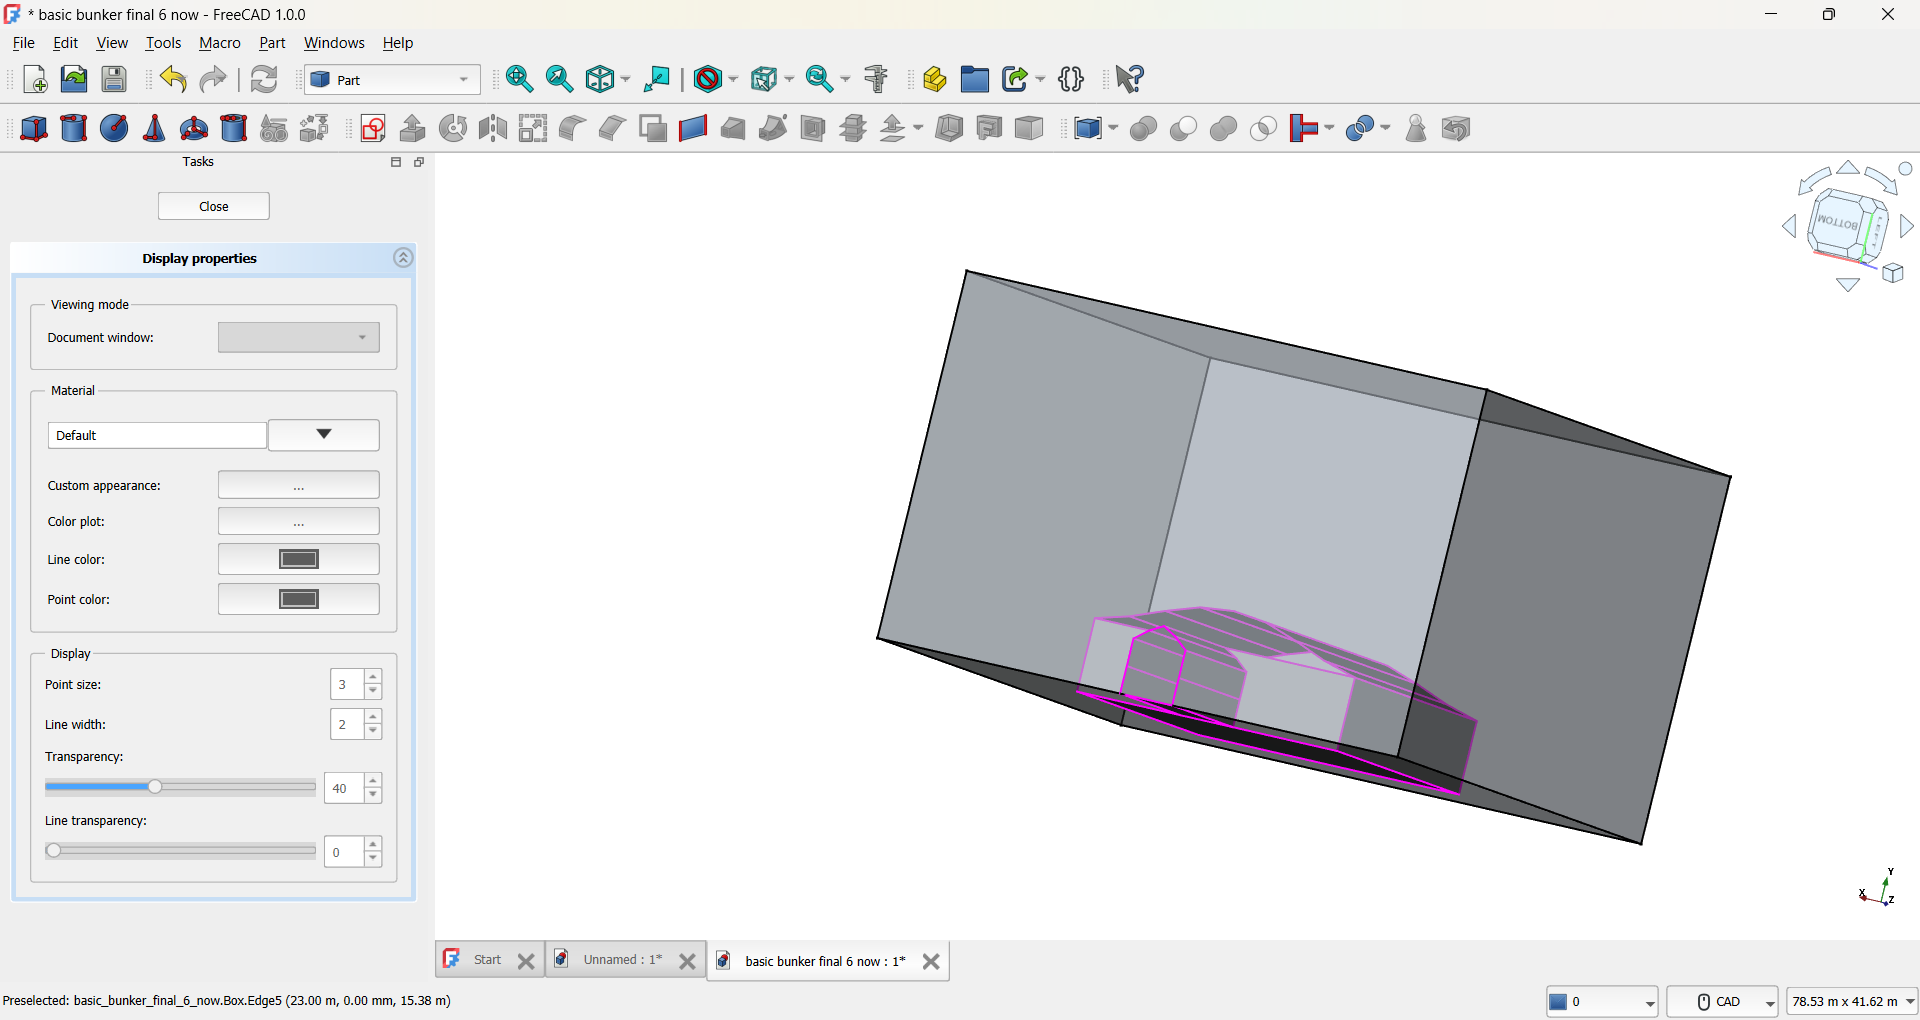 * basic bunker final 6 now - FreeCAD 1.0.0
File Edit View Tools Macro Part Windows Help
Part
Tasks
Close
Display properties
Viewing mode
Document window:
Material
Default
Custom appearance: ...
Color plot: ...
Line color:
Point color:
Display
Point size: 3
Line width: 2
Transparency:
40
Line transparency:
0
BOTTOM
LEFT
Y
X
Z
Start
Unnamed : 1*
basic bunker final 6 now : 1*
Preselected: basic_bunker_final_6_now.Box.Edge5 (23.00 m, 0.00 mm, 15.38 m)
0
CAD
78.53 m x 41.62 m